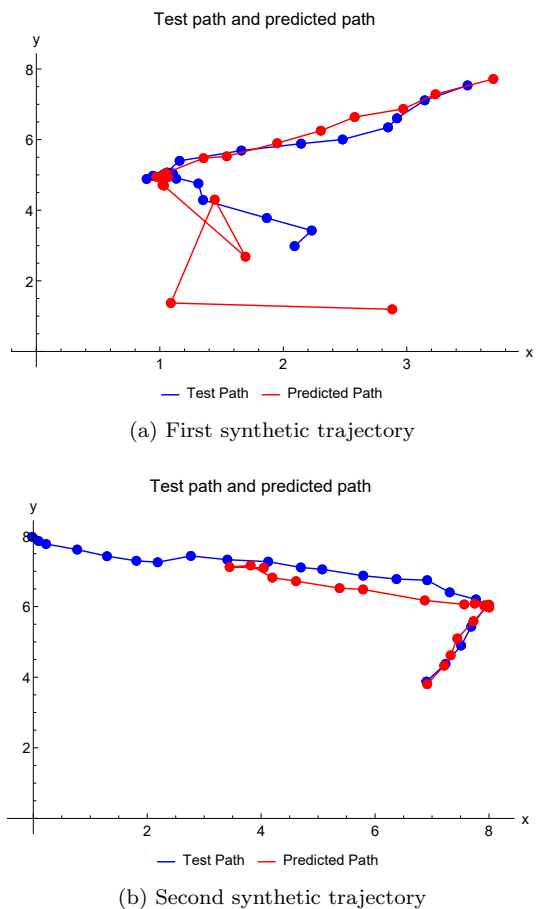 Test path and predicted path
y
8
6
4
2
1
2
3
x
Test Path
Predicted Path
(a) First synthetic trajectory
Test path and predicted path
y
8
6
4
2
2
4
6
8
x
Test Path
Predicted Path
(b) Second synthetic trajectory